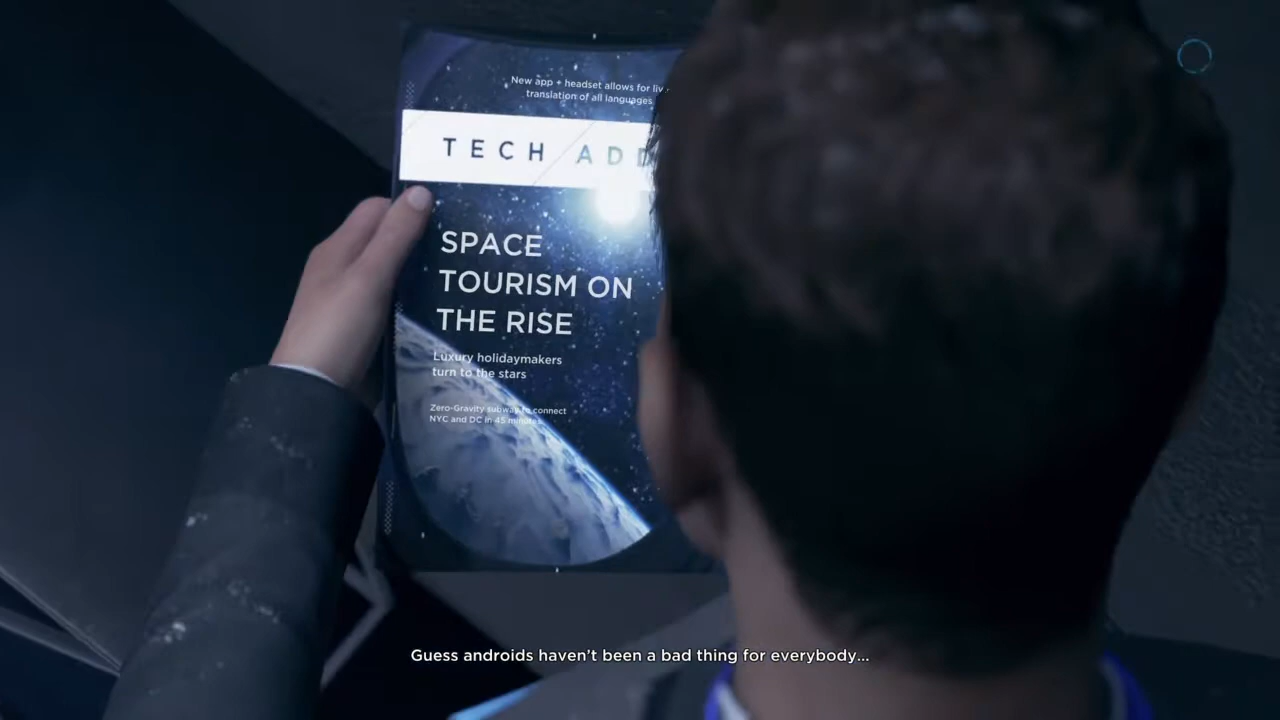 New app + headset allows for liv
translation of all languages
TECH ADD
SPACE
TOURISM ON
THE RISE
Luxury holidaymakers
turn to the stars
Zero-Gravity subway to connect
NYC and DC in 45 minutes
Guess androids haven't been a bad thing for everybody...